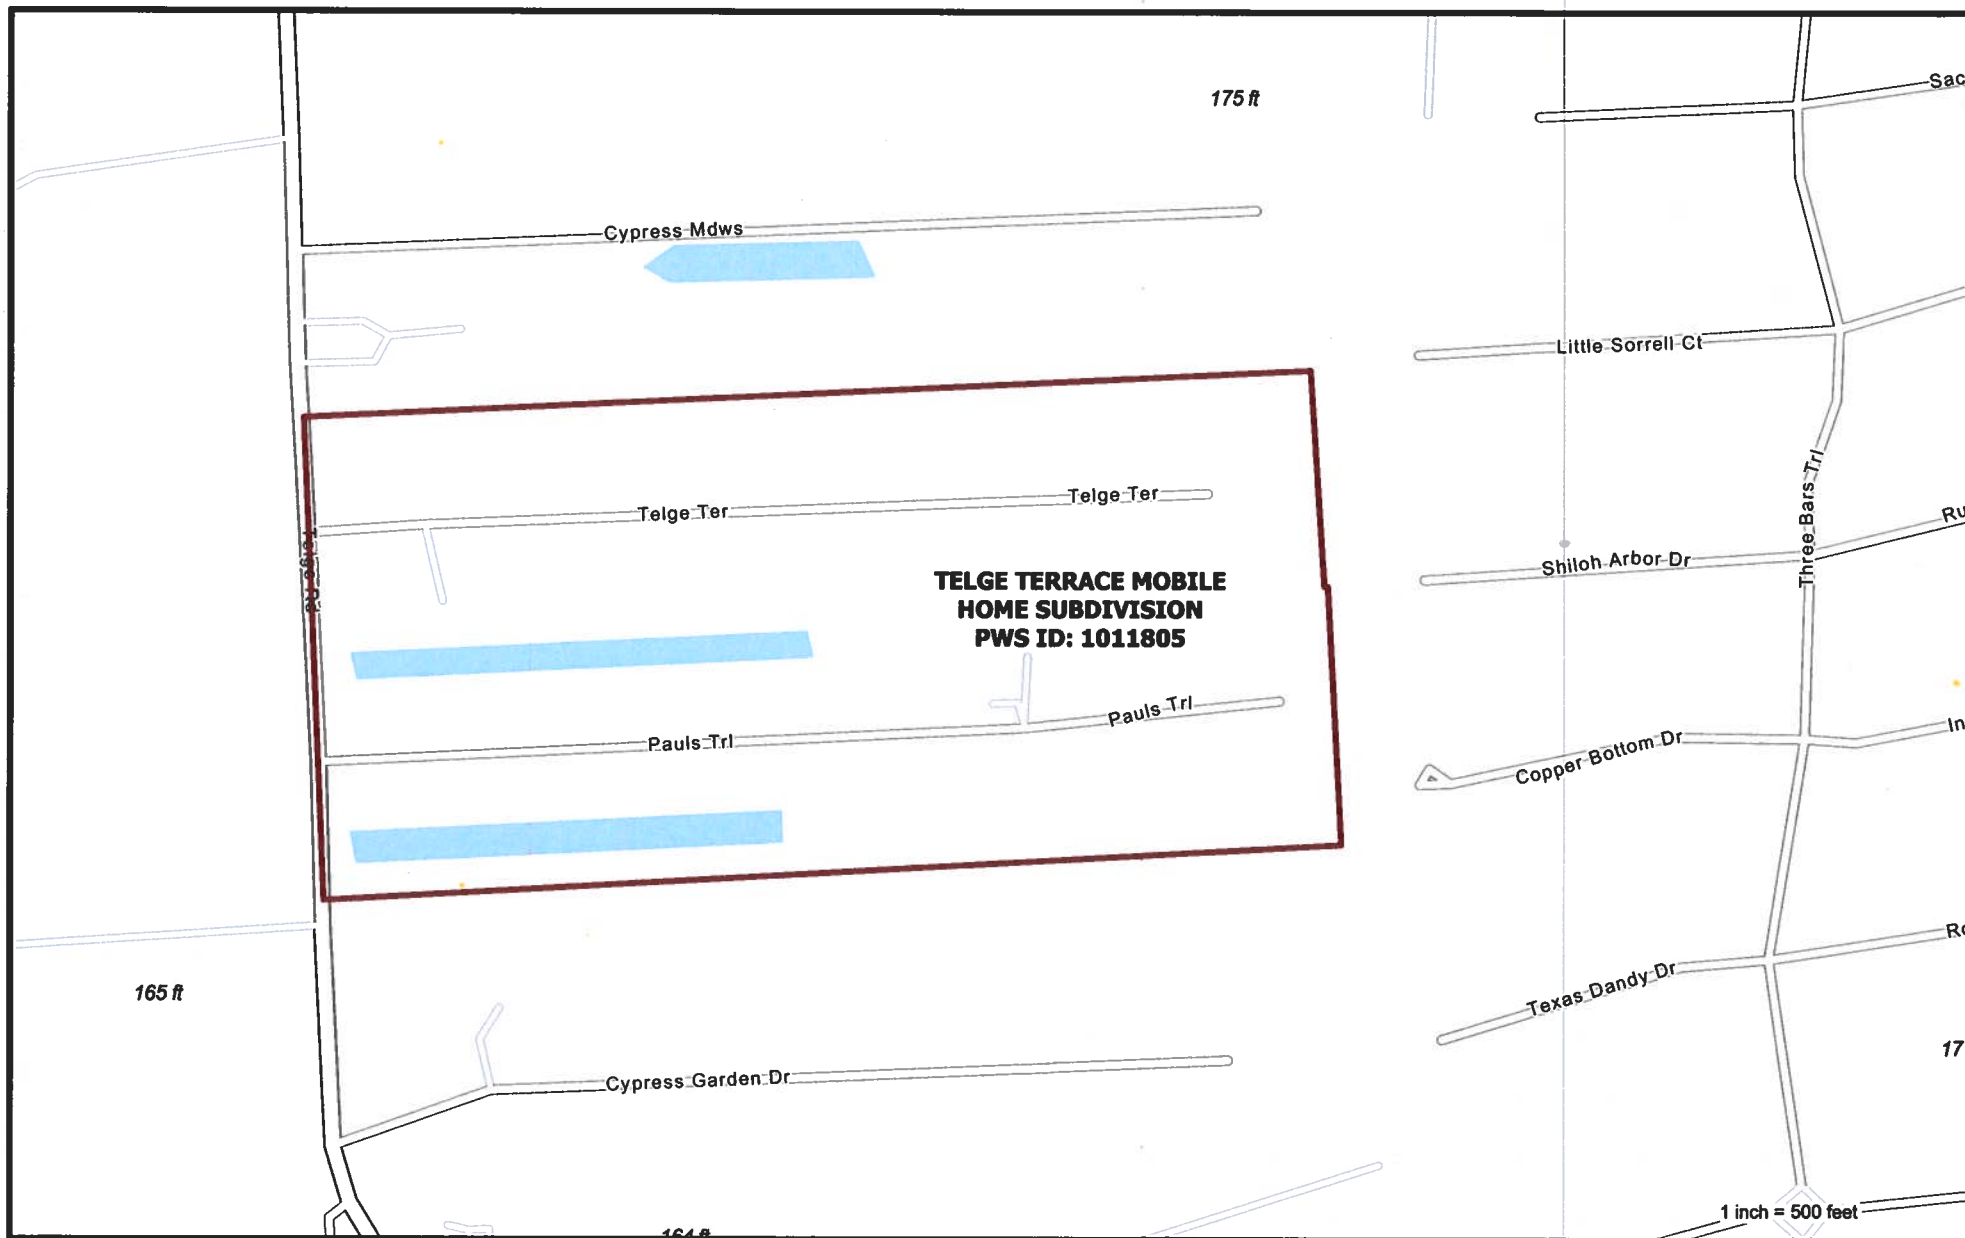 175 ft
Sac
Cypress Mdws
Little Sorrell Ct
Telge Ter
Telge Ter
Three Bars Trl
Ru
Telge Rd
Shiloh Arbor Dr
TELGE TERRACE MOBILE
HOME SUBDIVISION
PWS ID: 1011805
Pauls Trl
Pauls Trl
In
Copper Bottom Dr
Ro
165 ft
Texas Dandy Dr
17
Cypress Garden Dr
1 inch = 500 feet
164 ft